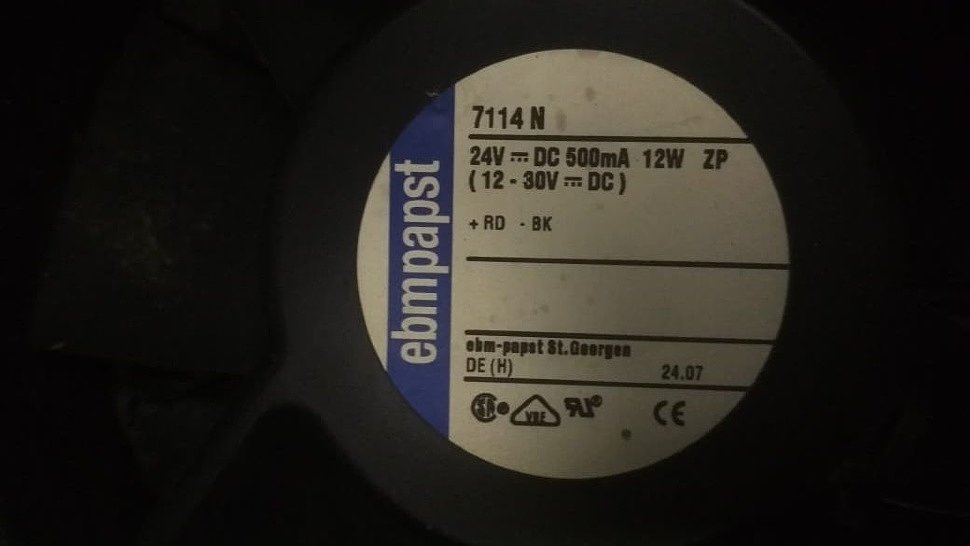 ebmpapst
7114 N
24V ⎓ DC 500mA 12W ZP
( 12 - 30V ⎓ DC )
+ RD - BK
ebm-papst St.Georgen
DE (H)
24.07
VDE
CE